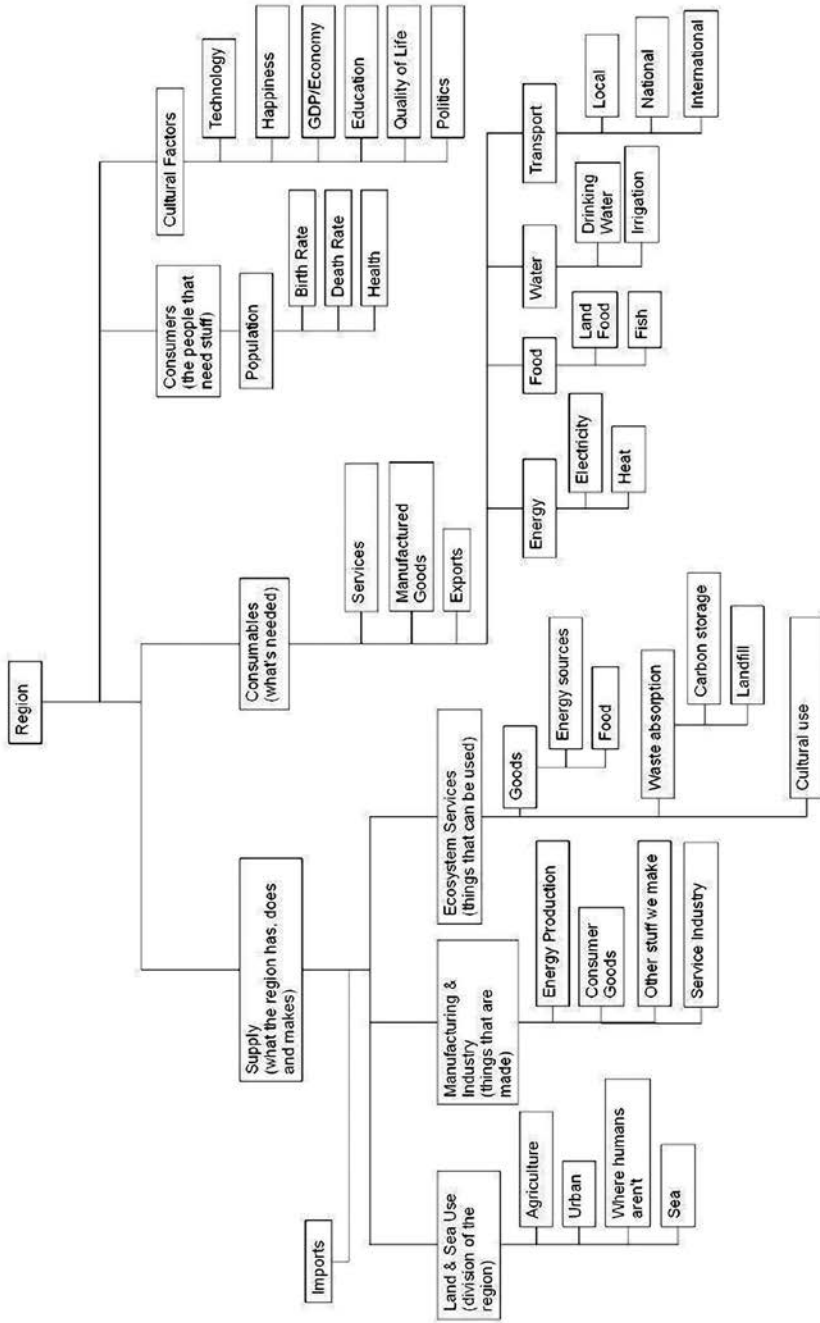 Region
Supply
(what the region has, does
and makes)
Imports
Land & Sea Use
(division of the
region)
Agriculture
Urban
Where humans
aren't
Sea
Manufacturing &
Industry
(things that are
made)
Energy Production
Consumer
Goods
Other stuff we make
Service Industry
Ecosystem Services
(things that can be used)
Goods
Energy sources
Food
Waste absorption
Carbon storage
Landfill
Cultural use
Consumables
(what's needed)
Services
Manufactured
Goods
Exports
Energy
Electricity
Heat
Food
Land
Food
Fish
Water
Drinking
Water
Irrigation
Transport
Local
National
International
Consumers
(the people that
need stuff)
Population
Birth Rate
Death Rate
Health
Cultural Factors
Technology
Happiness
GDP/Economy
Education
Quality of Life
Politics